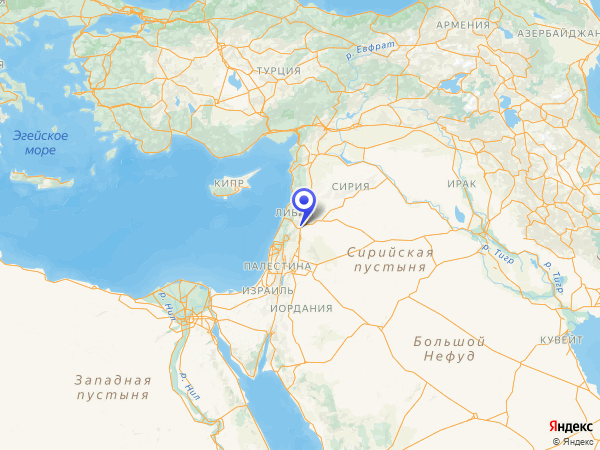 АРМЕНИЯ
АЗЕРБАЙДЖАН
р. Евфрат
ТУРЦИЯ
Эгейское
море
КИПР
СИРИЯ
ИРАК
ЛИВ
Сирийская
пустыня
р. Тигр
ПАЛЕСТИНА
р. Тигр
ИЗРАИЛЬ
р. Нил
ИОРДАНИЯ
Большой
Нефуд
КУВЕЙТ
Западная
пустыня
р. Нил
Яндекс
© Яндекс